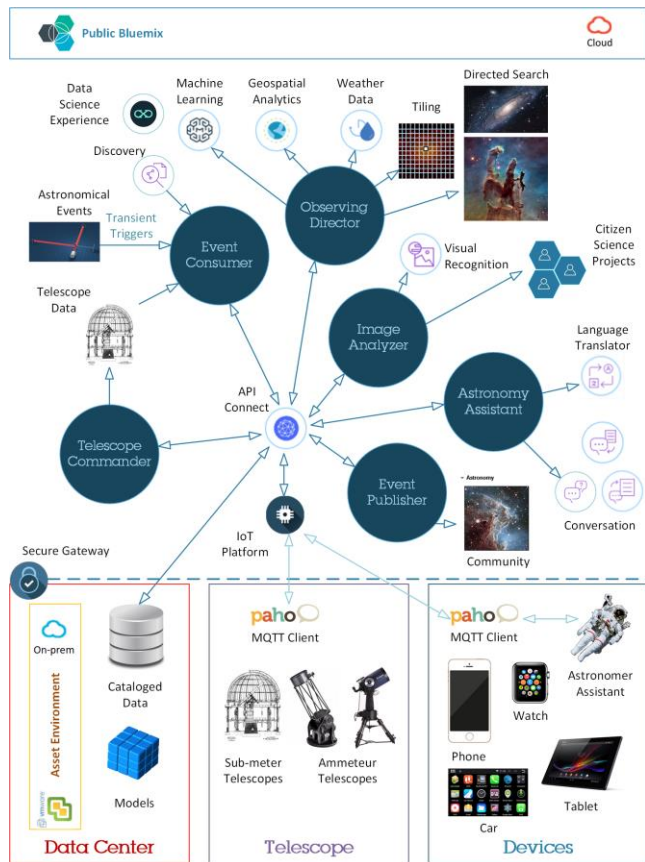 Public Bluemix
Cloud
Data
Science
Experience
Machine
Learning
Geospatial
Analytics
Weather
Data
Tiling
Directed Search
Discovery
Astronomical
Events
Transient
Triggers
Event
Consumer
Observing
Director
Visual
Recognition
Citizen
Science
Projects
Telescope
Data
Image
Analyzer
Language
Translator
API
Connect
Astronomy
Assistant
Telescope
Commander
Event
Publisher
– Astronomy
Community
Conversation
IoT
Platform
Secure Gateway
On-prem
Asset Environment
vmware
Cataloged
Data
Models
Data Center
paho
MQTT Client
Sub-meter
Telescopes
Ammeteur
Telescopes
Telescope
paho
MQTT Client
Astronomer
Assistant
Phone
Watch
Car
Tablet
Devices